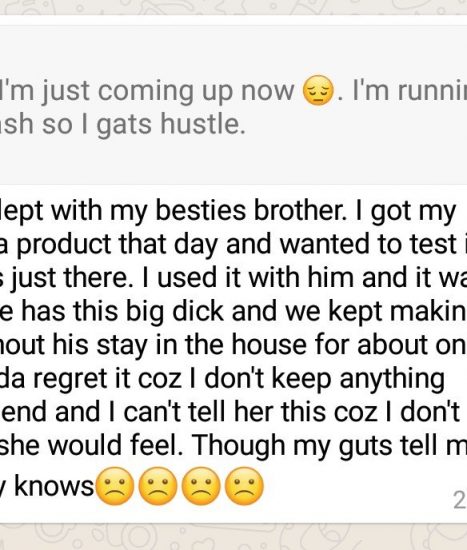 I'm just coming up now 😔. I'm runni
ash so I gats hustle.
lept with my besties brother. I got my
a product that day and wanted to test i
s just there. I used it with him and it wa
e has this big dick and we kept makin
hout his stay in the house for about on
da regret it coz I don't keep anything
end and I can't tell her this coz I don't
she would feel. Though my guts tell m
y knows😕😕😕😕
2